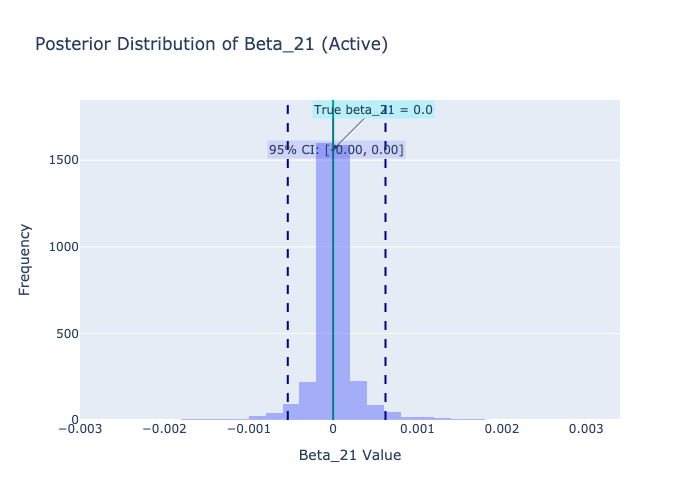 Posterior Distribution of Beta_21 (Active)
True beta_21 = 0.0
95% CI: [-0.00, 0.00]
1500
1000
500
0
Frequency
−0.003
−0.002
−0.001
0
0.001
0.002
0.003
Beta_21 Value